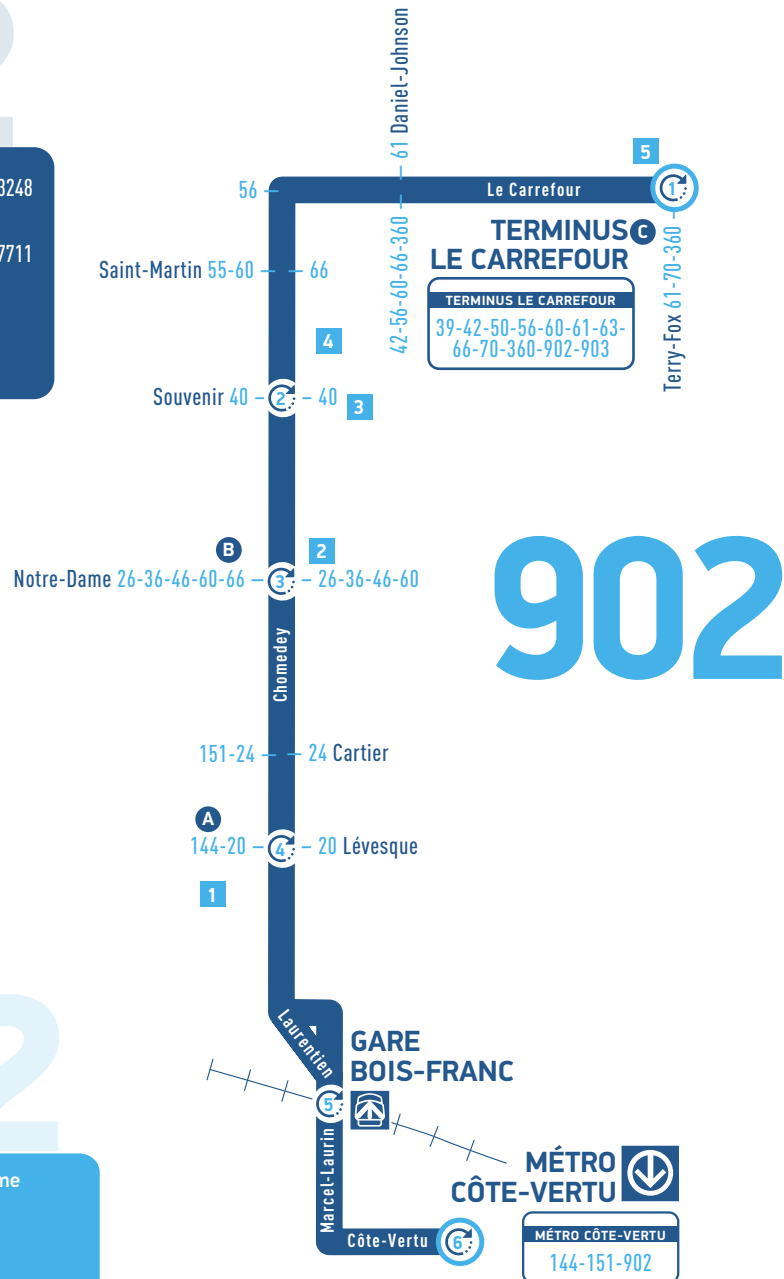 61 Daniel-Johnson
3248
7711
5
56
Le Carrefour
1
TERMINUS C
LE CARREFOUR
Saint-Martin 55-60
66
42-56-60-66-360
TERMINUS LE CARREFOUR
39-42-50-56-60-61-63-
66-70-360-902-903
Terry-Fox 61-70-360
4
Souvenir 40
2
40
3
B
2
Notre-Dame 26-36-46-60-66
3
26-36-46-60
902
Chomedey
151-24
24 Cartier
A
144-20
4
20 Lévesque
1
2
Laurentien
GARE
BOIS-FRANC
5
Marcel-Laurin
MÉTRO
CÔTE-VERTU
me
Côte-Vertu
6
MÉTRO CÔTE-VERTU
144-151-902